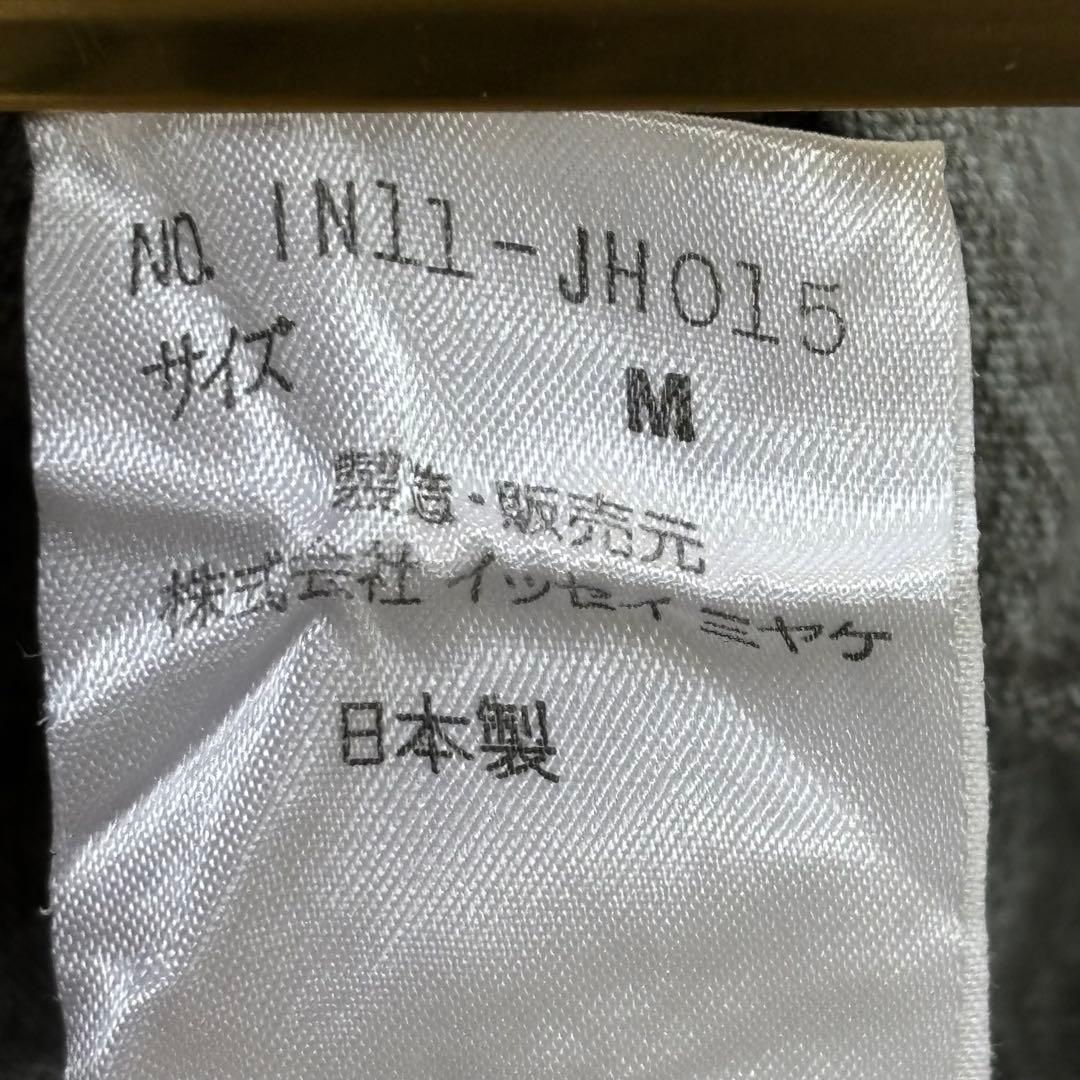 NO. IN11-JH015
サイズ M
製造・販売元
株式会社 イッセイ ミヤケ
日本製